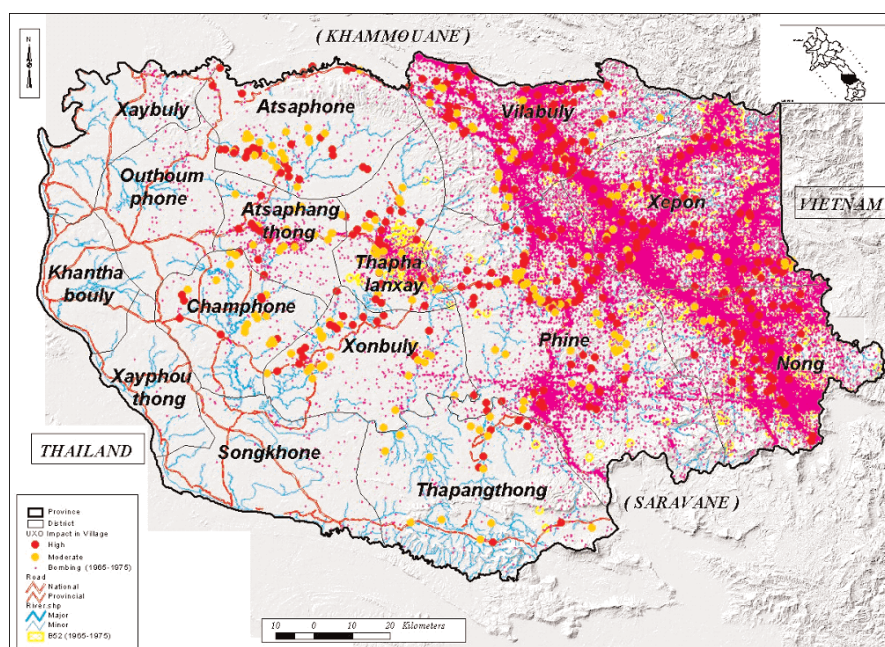 N
( KHAMMOUANE )
Xaybuly
Atsaphone
Vilabuly
Outhoum
phone
Atsaphang
thong
Xepon
VIETNAM
Khantha
bouly
Thapha
lanxay
Champhone
Xonbuly
Phine
Nong
Xayphou
thong
THAILAND
Songkhone
Thapangthong
( SARAVANE )
Province
District
UXO Impact in Village
High
Moderate
Bombing (1965-1975)
Road
National
Provincial
River.shp
Major
Minor
B52 (1965-1975)
10 0 10 20 Kilometers